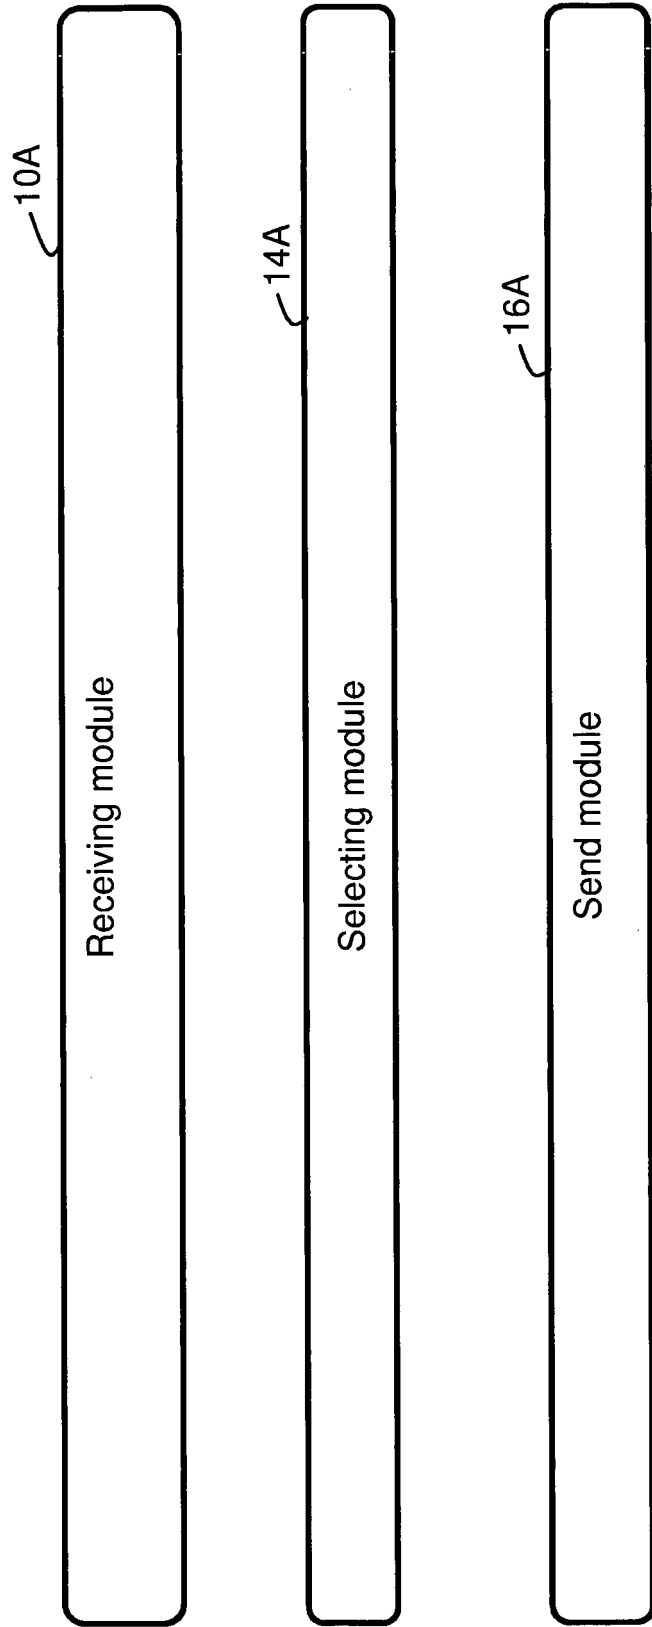 10A
Receiving module
14A
Selecting module
16A
Send module